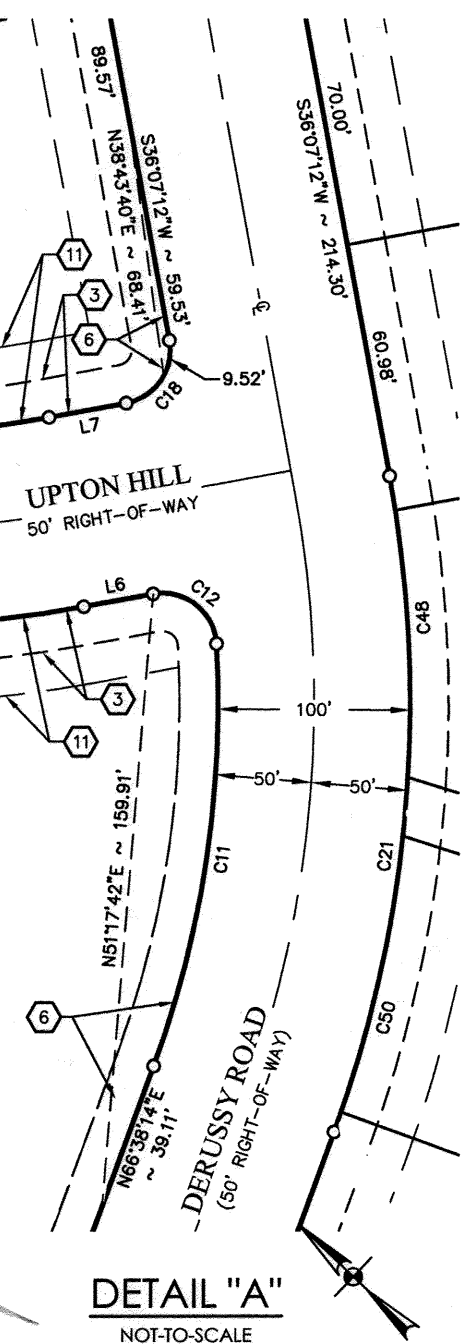 89.57'
S36°07'12"W ~ 59.53'
N38°43'40"E ~ 68.41'
70.00'
S36°07'12"W ~ 214.30'
11
3
6
℄
60.98'
9.52'
C18
L7
UPTON HILL
50' RIGHT-OF-WAY
L6
C12
C48
3
11
100'
50'
50'
N51°17'42"E ~ 159.91'
C11
C21
6
C50
N66°38'14"E
~ 39.11'
DERUSSY ROAD
(50' RIGHT-OF-WAY)
DETAIL "A"
NOT-TO-SCALE